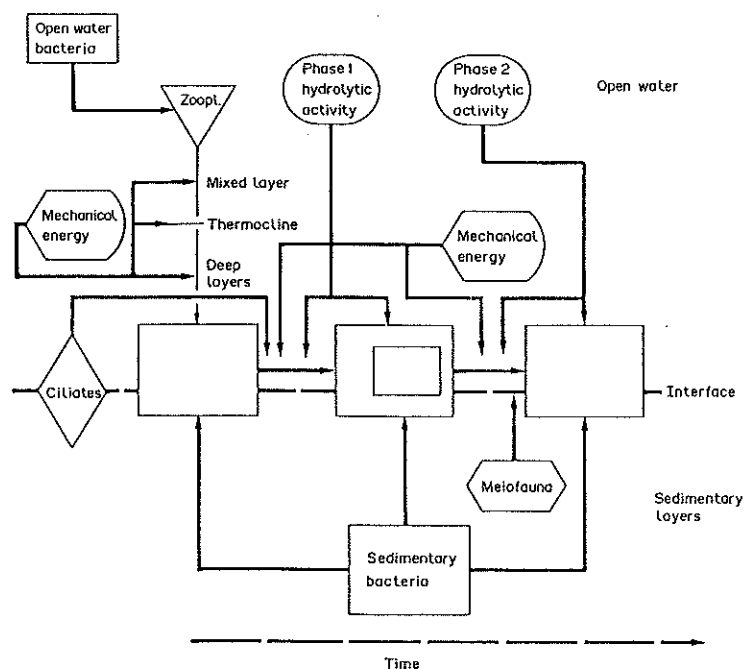 Open water
bacteria
Zoopl.
Phase 1
hydrolytic
activity
Phase 2
hydrolytic
activity
Open water
Mixed layer
Mechanical
energy
Thermocline
Mechanical
energy
Deep
layers
Ciliates
Interface
Meiofauna
Sedimentary
layers
Sedimentary
bacteria
Time